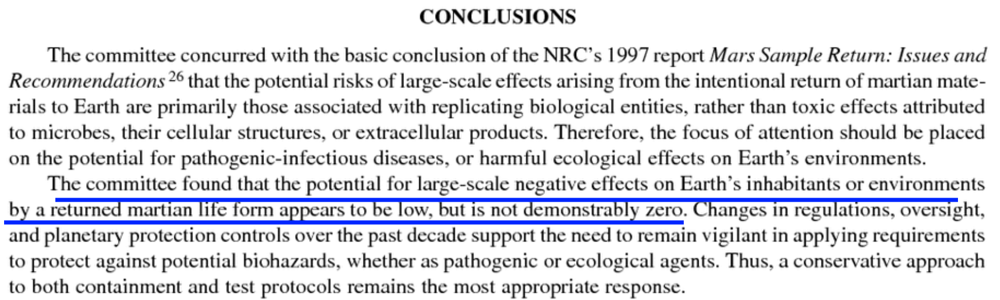 CONCLUSIONS
The committee concurred with the basic conclusion of the NRC's 1997 report Mars Sample Return: Issues and
Recommendations 26 that the potential risks of large-scale effects arising from the intentional return of martian mate-
rials to Earth are primarily those associated with replicating biological entities, rather than toxic effects attributed
to microbes, their cellular structures, or extracellular products. Therefore, the focus of attention should be placed
on the potential for pathogenic-infectious diseases, or harmful ecological effects on Earth's environments.
The committee found that the potential for large-scale negative effects on Earth's inhabitants or environments
by a returned martian life form appears to be low, but is not demonstrably zero. Changes in regulations, oversight,
and planetary protection controls over the past decade support the need to remain vigilant in applying requirements
to protect against potential biohazards, whether as pathogenic or ecological agents. Thus, a conservative approach
to both containment and test protocols remains the most appropriate response.